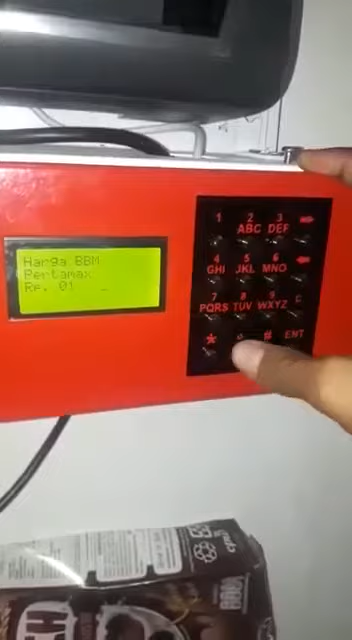 Harga BBM
Pertamax
Rp. 01 _
1 2 3
ABC DEF
4 5 6
GHI JKL MNO
7 8 9 C
PQRS TUV WXYZ
* # ENT